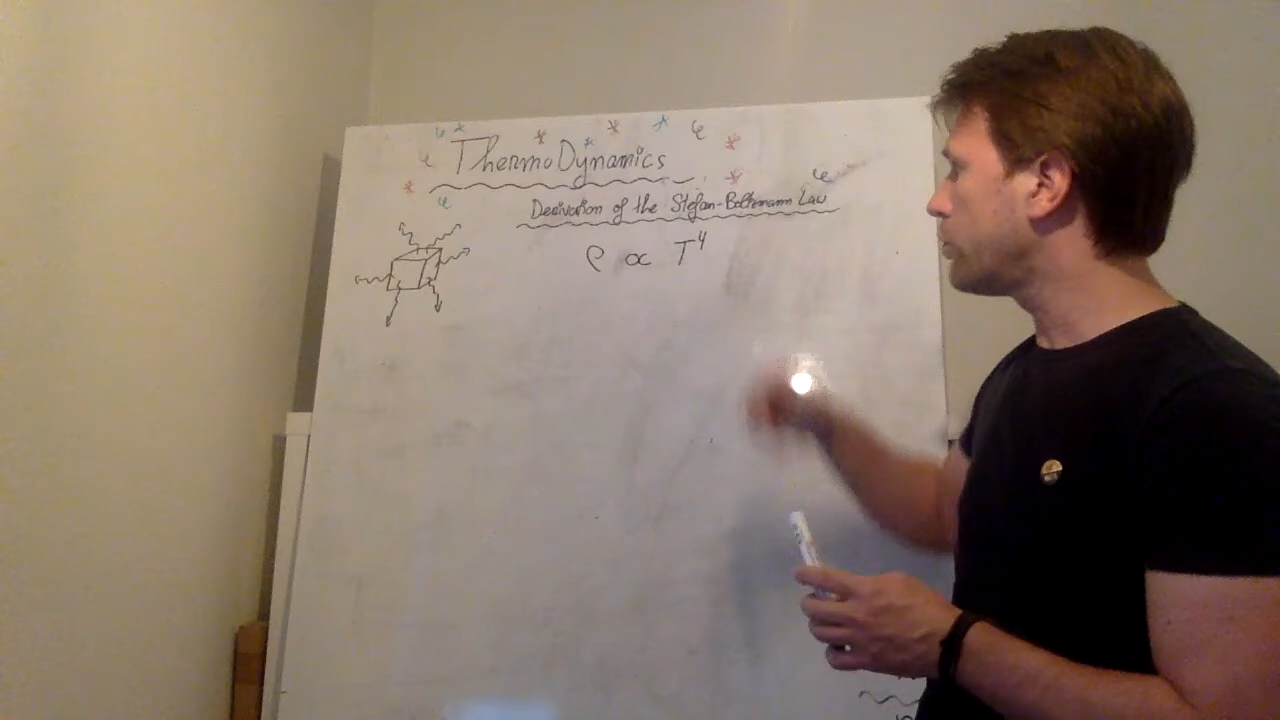 ThermoDynamics
Derivation of the Stefan-Boltzmann Law
ρ ∝ T⁴